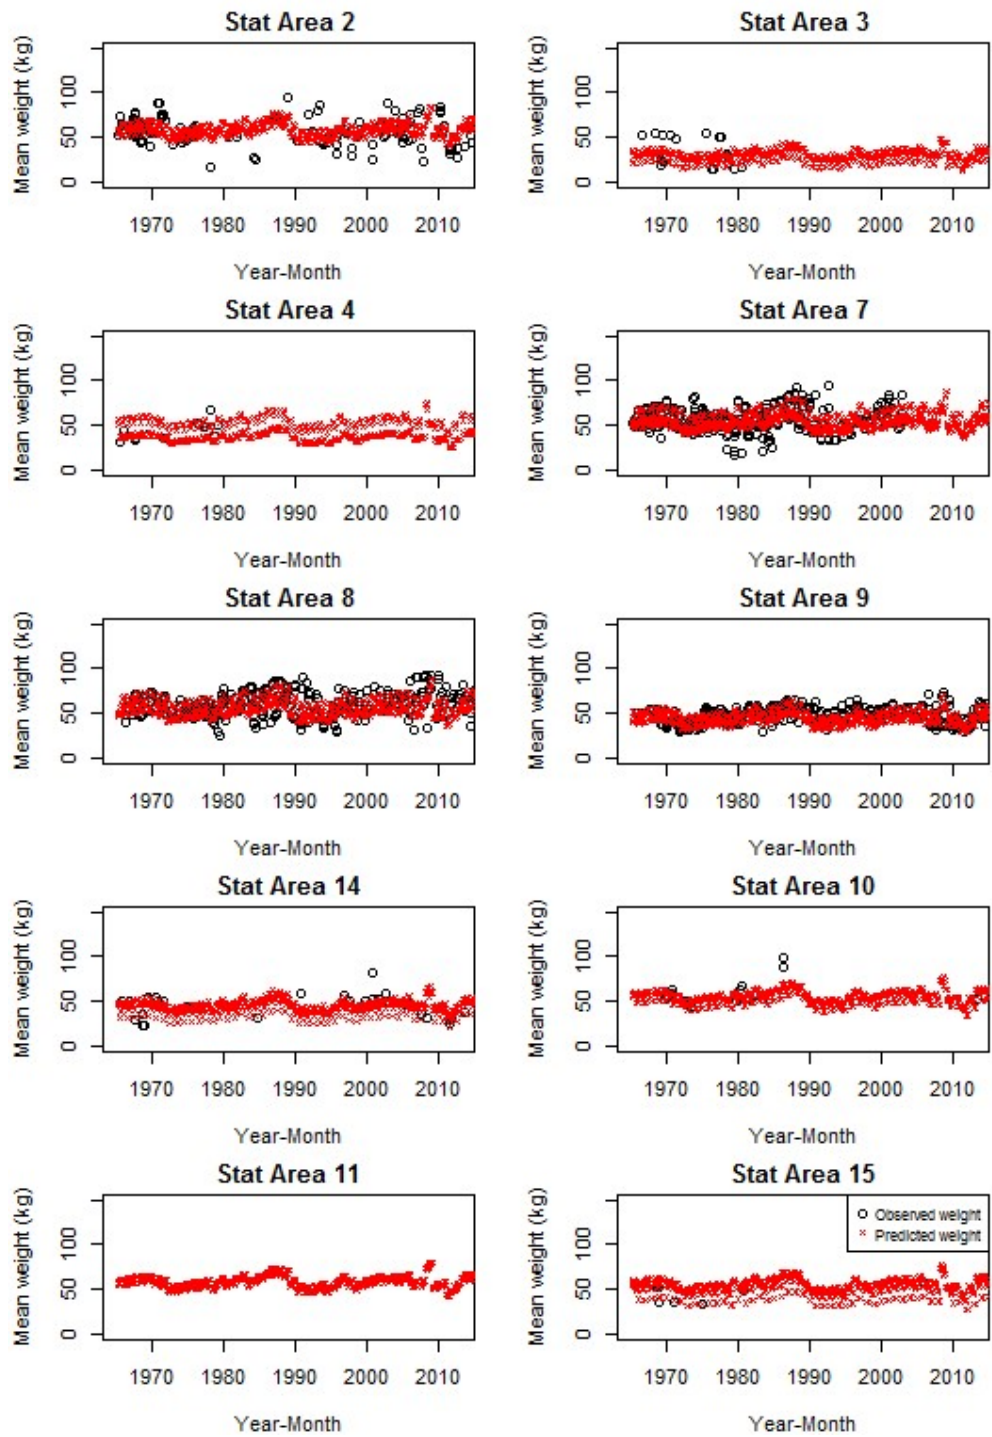 Stat Area 2
Mean weight (kg)
100
50
0
1970 1980 1990 2000 2010
Year-Month
Stat Area 3
Mean weight (kg)
100
50
0
1970 1980 1990 2000 2010
Year-Month
Stat Area 4
Mean weight (kg)
100
50
0
1970 1980 1990 2000 2010
Year-Month
Stat Area 7
Mean weight (kg)
100
50
0
1970 1980 1990 2000 2010
Year-Month
Stat Area 8
Mean weight (kg)
100
50
0
1970 1980 1990 2000 2010
Year-Month
Stat Area 9
Mean weight (kg)
100
50
0
1970 1980 1990 2000 2010
Year-Month
Stat Area 14
Mean weight (kg)
100
50
0
1970 1980 1990 2000 2010
Year-Month
Stat Area 10
Mean weight (kg)
100
50
0
1970 1980 1990 2000 2010
Year-Month
Stat Area 11
Mean weight (kg)
100
50
0
1970 1980 1990 2000 2010
Year-Month
Stat Area 15
Mean weight (kg)
100
50
0
Observed weight
Predicted weight
1970 1980 1990 2000 2010
Year-Month